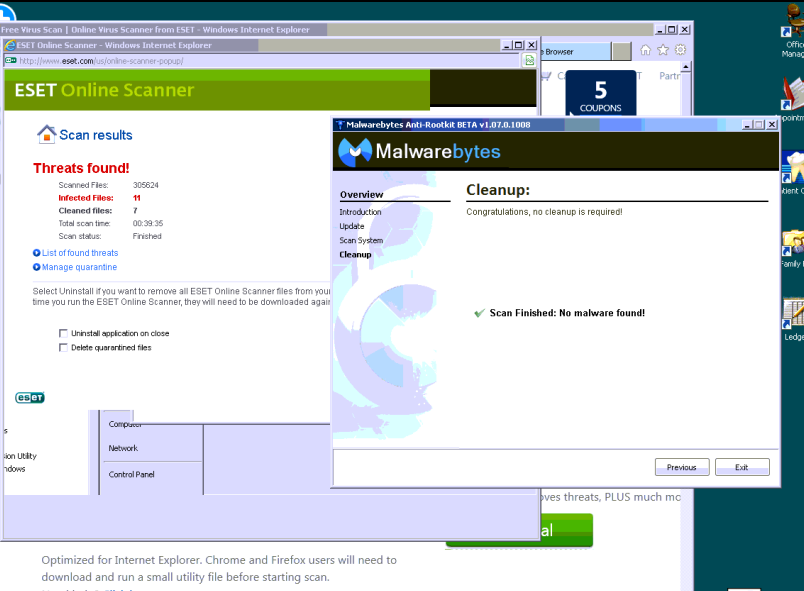 Free Virus Scan | Online Virus Scanner from ESET - Windows Internet Explorer
ESET Online Scanner - Windows Internet Explorer
http://www.eset.com/us/online-scanner-popup/
ESET Online Scanner
Scan results
Threats found!
Scanned Files: 305624
Infected Files: 11
Cleaned files: 7
Total scan time: 00:39:35
Scan status: Finished
List of found threats
Manage quarantine
Select Uninstall if you want to remove all ESET Online Scanner files from your
time you run the ESET Online Scanner, they will need to be downloaded again
Uninstall application on close
Delete quarantined files
eset
Computer
Network
Control Panel
sion Utility
ndows
Browser
Partr
5
COUPONS
Malwarebytes Anti-Rootkit BETA v1.07.0.1008
Malwarebytes
Overview
Introduction
Update
Scan System
Cleanup
Cleanup:
Congratulations, no cleanup is required!
Scan Finished: No malware found!
Previous
Exit
oves threats, PLUS much mo
al
Optimized for Internet Explorer. Chrome and Firefox users will need to
download and run a small utility file before starting scan.
Office
Manag
ppointm
tient C
Family
Ledge